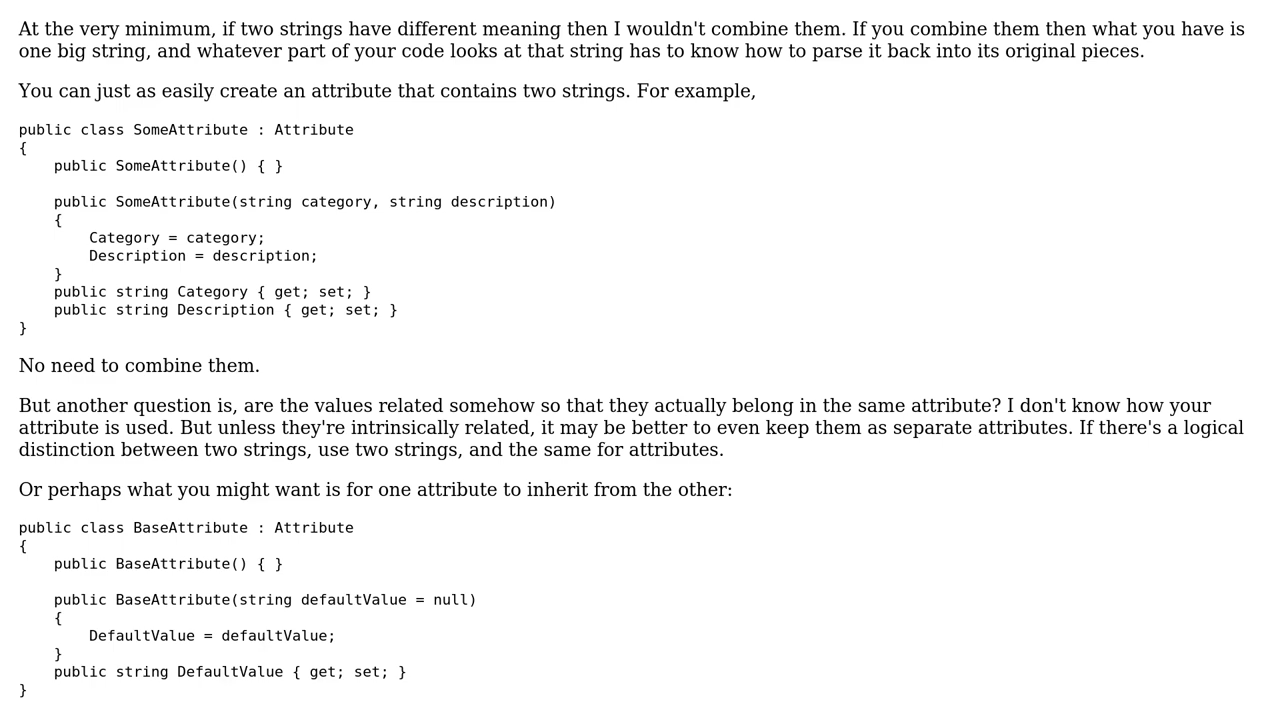 At the very minimum, if two strings have different meaning then I wouldn't combine them. If you combine them then what you have is
one big string, and whatever part of your code looks at that string has to know how to parse it back into its original pieces.
You can just as easily create an attribute that contains two strings. For example,
public class SomeAttribute : Attribute
{
    public SomeAttribute() { }
    public SomeAttribute(string category, string description)
    {
        Category = category;
        Description = description;
    }
    public string Category { get; set; }
    public string Description { get; set; }
}
No need to combine them.
But another question is, are the values related somehow so that they actually belong in the same attribute? I don't know how your
attribute is used. But unless they're intrinsically related, it may be better to even keep them as separate attributes. If there's a logical
distinction between two strings, use two strings, and the same for attributes.
Or perhaps what you might want is for one attribute to inherit from the other:
public class BaseAttribute : Attribute
{
    public BaseAttribute() { }
    public BaseAttribute(string defaultValue = null)
    {
        DefaultValue = defaultValue;
    }
    public string DefaultValue { get; set; }
}